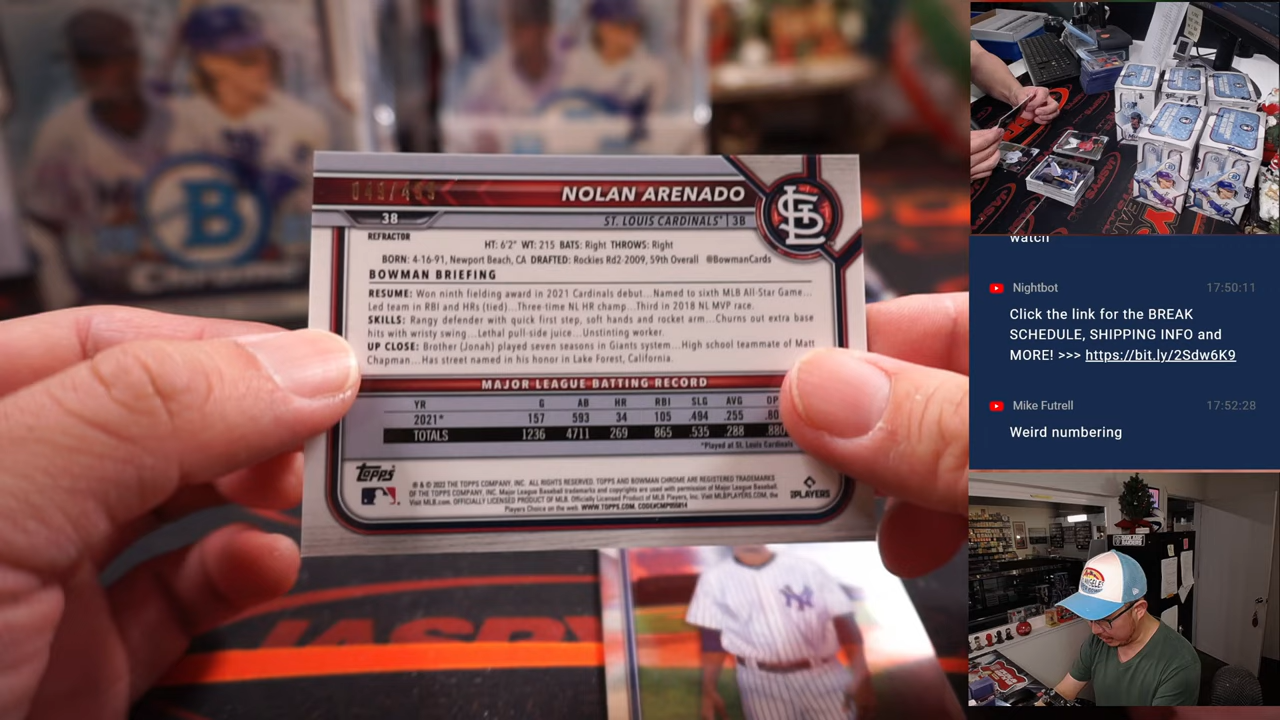 NOLAN ARENADO
38
ST. LOUIS CARDINALS® | 3B
REFRACTOR
HT: 6'2" WT: 215 BATS: Right THROWS: Right
BORN: 4-16-91, Newport Beach, CA DRAFTED: Rockies Rd2-2009, 59th Overall @BowmanCards
BOWMAN BRIEFING
RESUME: Won ninth fielding award in 2021 Cardinals debut...Named to sixth MLB All-Star Game...
Led team in RBI and HRs (tied)...Three-time NL HR champ...Third in 2018 NL MVP race.
SKILLS: Rangy defender with quick first step, soft hands and rocket arm...Churns out extra base
hits with wristy swing...Lethal pull-side juice...Unstinting worker.
UP CLOSE: Brother (Jonah) played seven seasons in Giants system...High school teammate of Matt
Chapman...Has street named in his honor in Lake Forest, California.
MAJOR LEAGUE BATTING RECORD
YR G AB HR RBI SLG AVG OP
2021* 157 593 34 105 .494 .255 .80
TOTALS 1236 4711 269 865 .535 .288 .880
*Played at St. Louis Cardinals
Topps
PLAYERS
B
Chrome
watch
Nightbot 17:50:11
Click the link for the BREAK
SCHEDULE, SHIPPING INFO and
MORE! >>> https://bit.ly/2Sdw6K9
Mike Futrell 17:52:28
Weird numbering